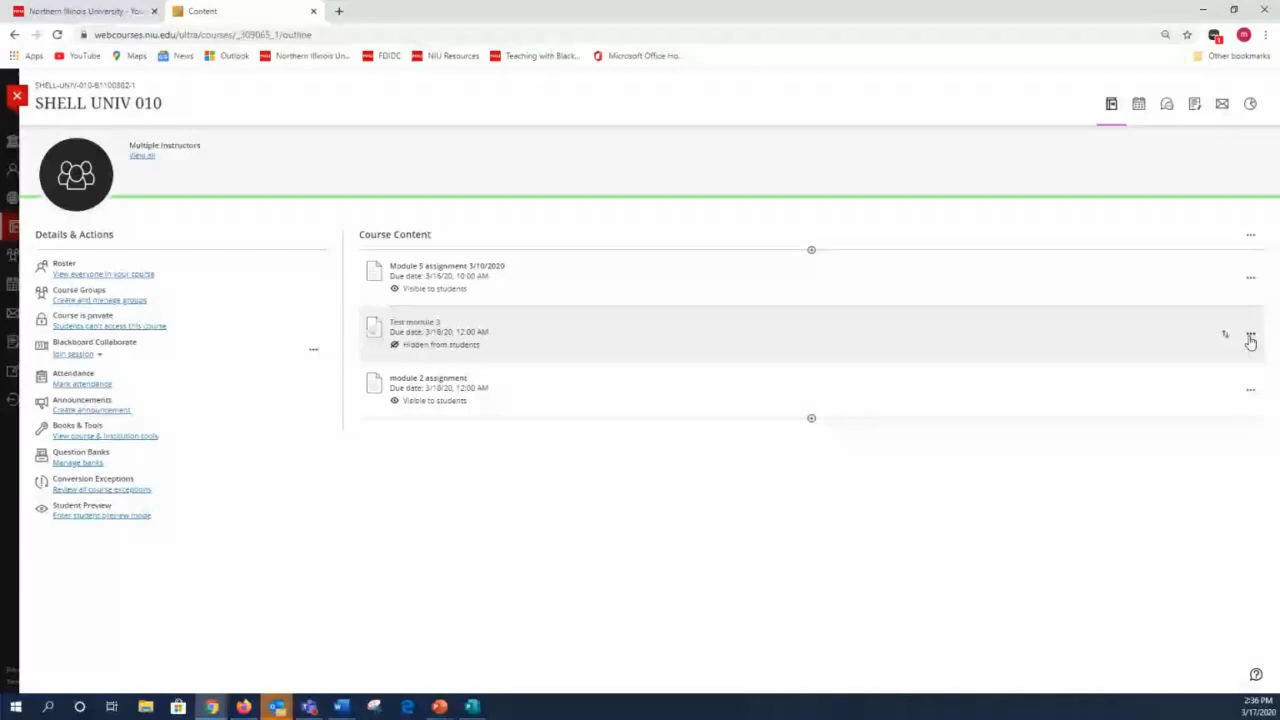 Northern Illinois University - You
Content
webcourses.niu.edu/ultra/courses/_309065_1/outline
Apps
YouTube
Maps
News
Outlook
Northern Illinois Un...
FDIDC
NIU Resources
Teaching with Black...
Microsoft Office Ho...
Other bookmarks
SHELL-UNIV-010-B1100382-1
SHELL UNIV 010
Multiple Instructors
View all
Details & Actions
Roster
View everyone in your course
Course Groups
Create and manage groups
Course is private
Students can't access this course
Blackboard Collaborate
Join session
Attendance
Mark attendance
Announcements
Create announcement
Books & Tools
View course & institution tools
Question Banks
Manage banks
Conversion Exceptions
Review all course exceptions
Student Preview
Enter student preview mode
Course Content
Module 5 assignment 3/10/2020
Due date: 3/16/20, 10:00 AM
Visible to students
Test module 3
Due date: 3/18/20, 12:00 AM
Hidden from students
module 2 assignment
Due date: 3/18/20, 12:00 AM
Visible to students
2:36 PM
3/17/2020